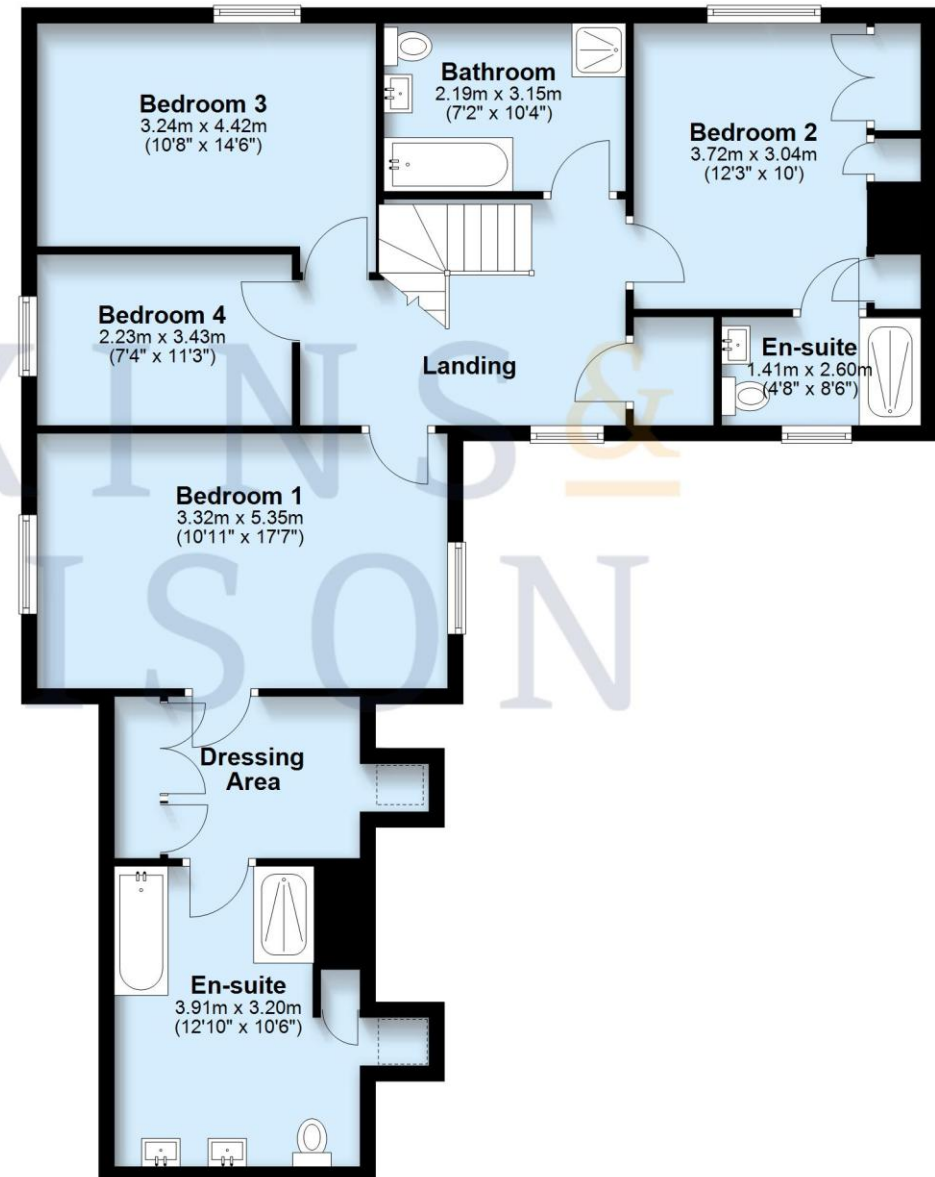 Bedroom 3
3.24m x 4.42m
(10'8" x 14'6")
Bathroom
2.19m x 3.15m
(7'2" x 10'4")
Bedroom 2
3.72m x 3.04m
(12'3" x 10')
Bedroom 4
2.23m x 3.43m
(7'4" x 11'3")
Landing
En-suite
1.41m x 2.60m
(4'8" x 8'6")
KINS &
Bedroom 1
3.32m x 5.35m
(10'11" x 17'7")
ISON
Dressing
Area
En-suite
3.91m x 3.20m
(12'10" x 10'6")